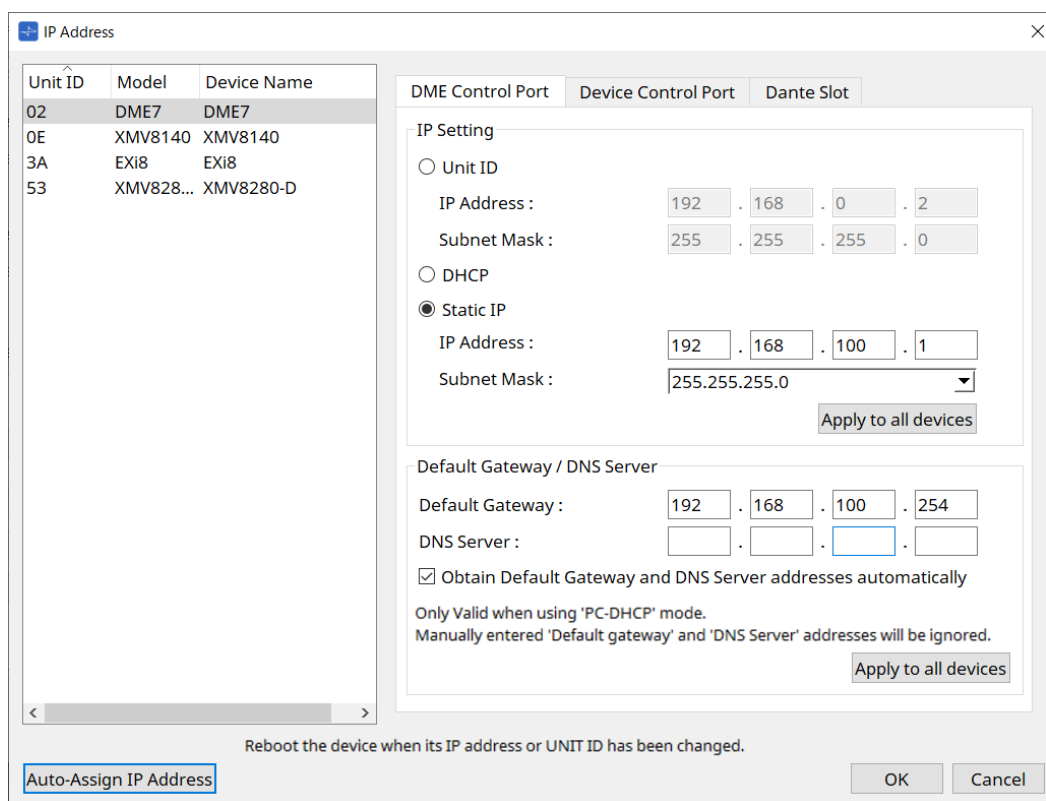 IP Address
Unit ID Model Device Name
02 DME7 DME7
0E XMV8140 XMV8140
3A EXi8 EXi8
53 XMV828... XMV8280-D
DME Control Port Device Control Port Dante Slot
IP Setting
Unit ID
IP Address : 192 . 168 . 0 . 2
Subnet Mask : 255 . 255 . 255 . 0
DHCP
Static IP
IP Address : 192 . 168 . 100 . 1
Subnet Mask : 255.255.255.0
Apply to all devices
Default Gateway / DNS Server
Default Gateway : 192 . 168 . 100 . 254
DNS Server : . . .
Obtain Default Gateway and DNS Server addresses automatically
Only Valid when using 'PC-DHCP' mode.
Manually entered 'Default gateway' and 'DNS Server' addresses will be ignored.
Apply to all devices
Reboot the device when its IP address or UNIT ID has been changed.
Auto-Assign IP Address OK Cancel